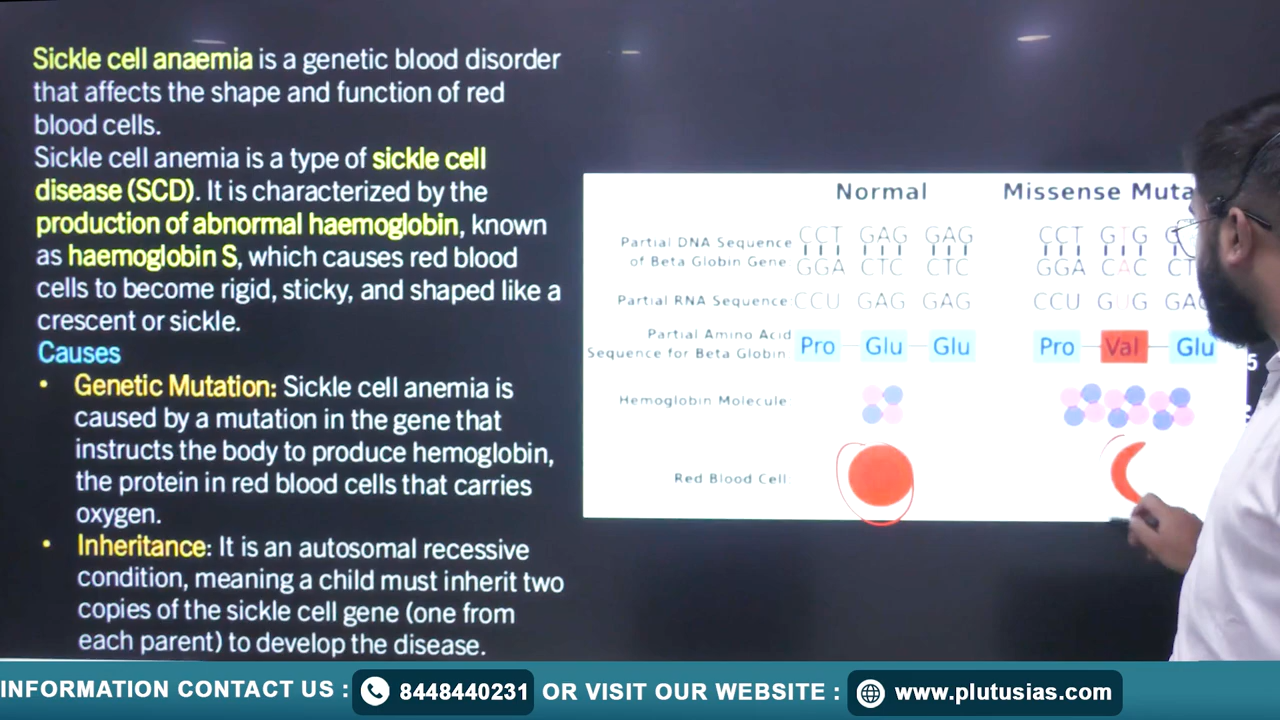 Sickle cell anaemia is a genetic blood disorder
that affects the shape and function of red
blood cells.
Sickle cell anemia is a type of sickle cell
disease (SCD). It is characterized by the
production of abnormal haemoglobin, known
as haemoglobin S, which causes red blood
cells to become rigid, sticky, and shaped like a
crescent or sickle.
Causes
• Genetic Mutation: Sickle cell anemia is
caused by a mutation in the gene that
instructs the body to produce hemoglobin,
the protein in red blood cells that carries
oxygen.
• Inheritance: It is an autosomal recessive
condition, meaning a child must inherit two
copies of the sickle cell gene (one from
each parent) to develop the disease.
Normal Missense
Partial DNA Sequence
of Beta Globin Gene
CCT GAG GAG CCT GTG
GGA CTC CTC GGA CAC
Partial RNA Sequence CCU GAG GAG CCU GUG
Partial Amino Acid
Sequence for Beta Globin
Pro Glu Glu Pro Val Glu
Hemoglobin Molecule
Red Blood Cell
INFORMATION CONTACT US : 8448440231 OR VISIT OUR WEBSITE : www.plutusias.com